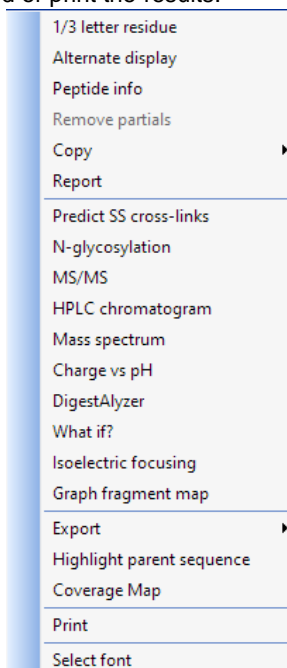 or print the results.
1/3 letter residue
Alternate display
Peptide info
Remove partials
Copy
Report
Predict SS cross-links
N-glycosylation
MS/MS
HPLC chromatogram
Mass spectrum
Charge vs pH
DigestAlyzer
What if?
Isoelectric focusing
Graph fragment map
Export
Highlight parent sequence
Coverage Map
Print
Select font